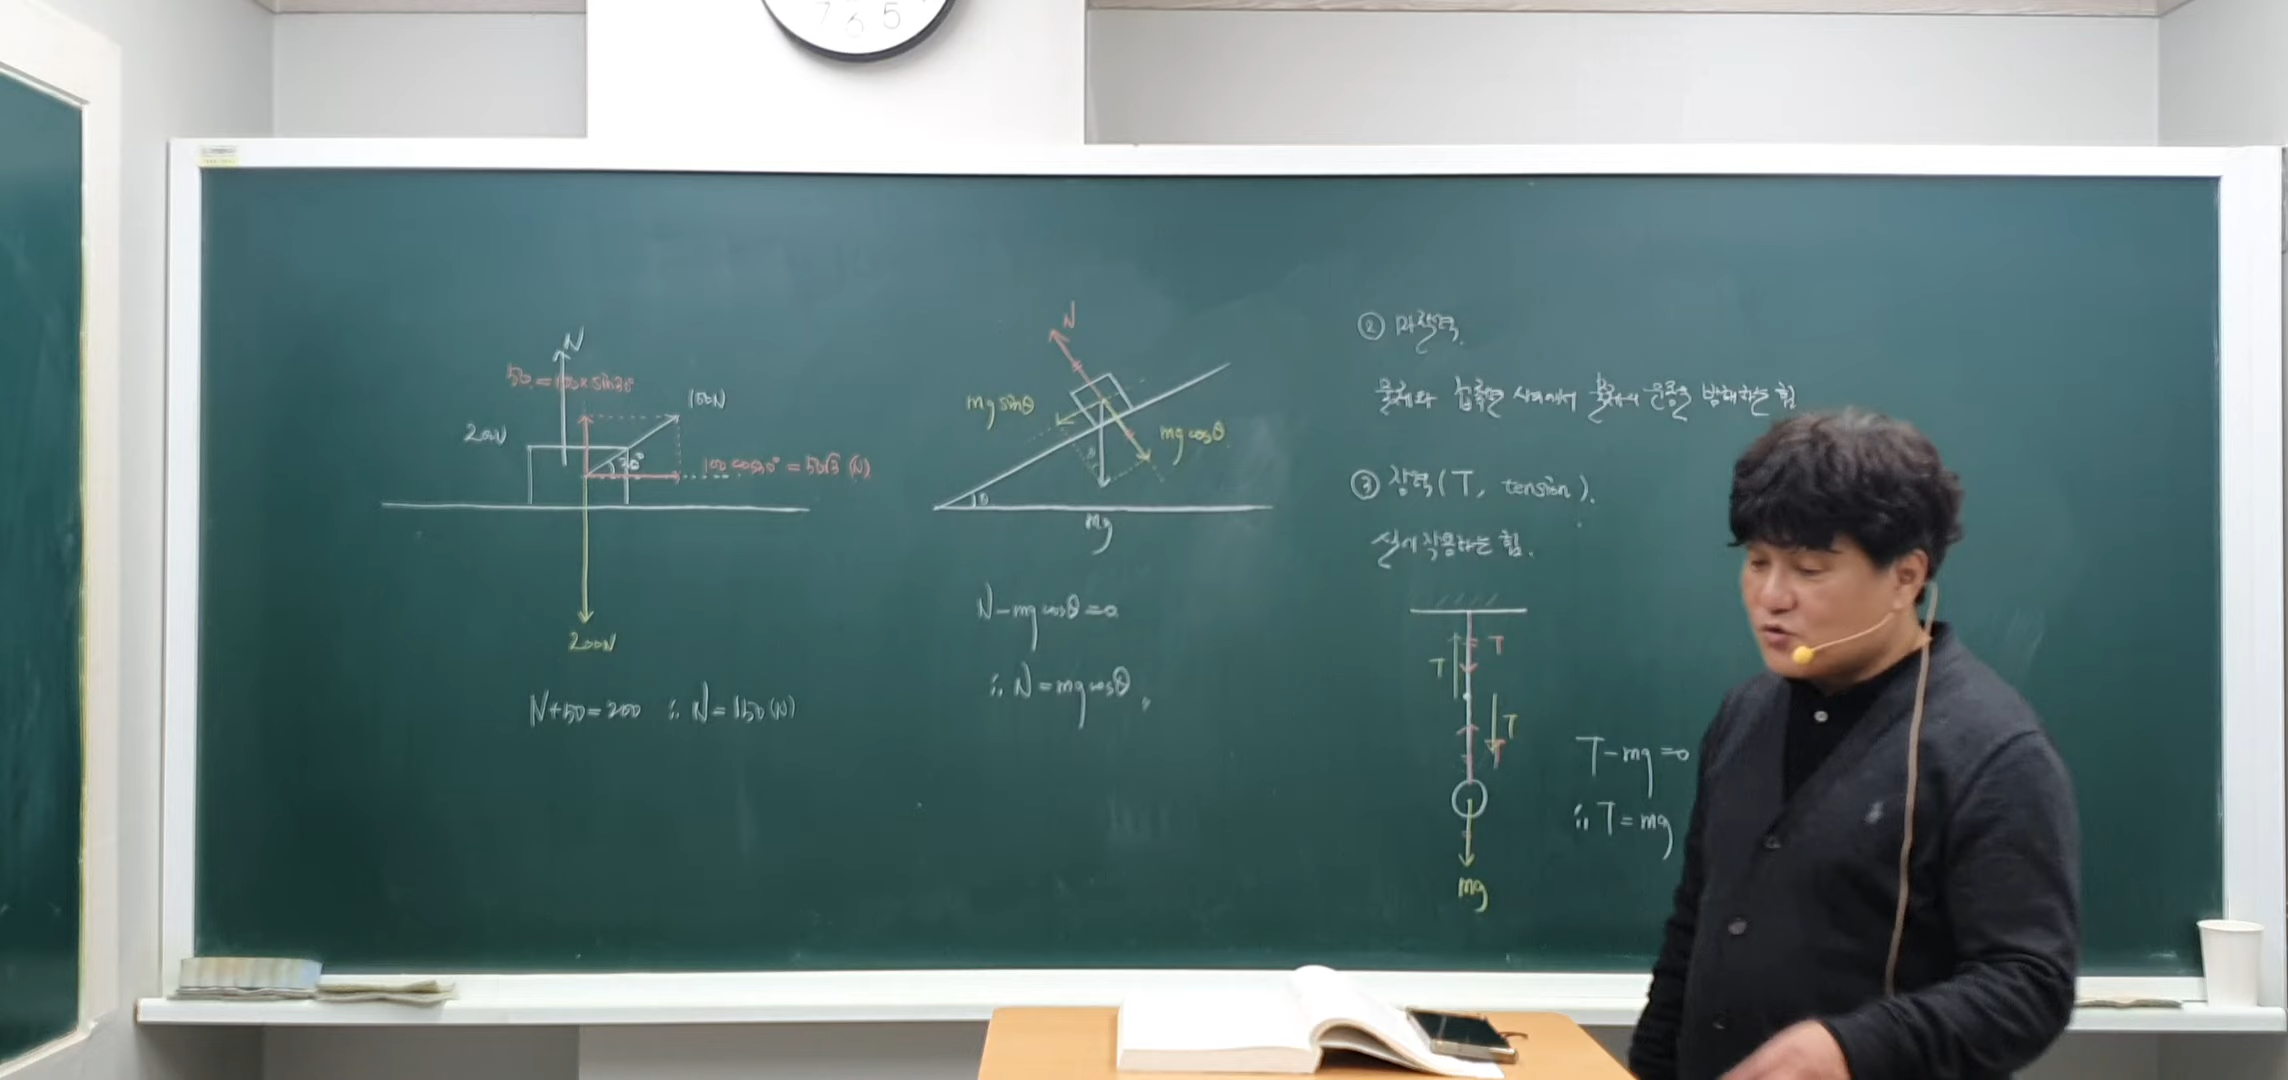 7 6 5
N
50 = 100×sin30°
100N
200N
30°
100 cos30° = 50√3 (N)
200N
N+50=200 ∴ N=150(N)
N
mg sinθ
mg cosθ
θ
θ
mg
N-mg cosθ=0
∴ N=mg cosθ
② 마찰력.
물체와 접촉면 사이에서 물체의 운동을 방해하는 힘
③ 장력(T, tension).
실에 작용하는 힘.
T
T
T
mg
T-mg=0
∴ T=mg